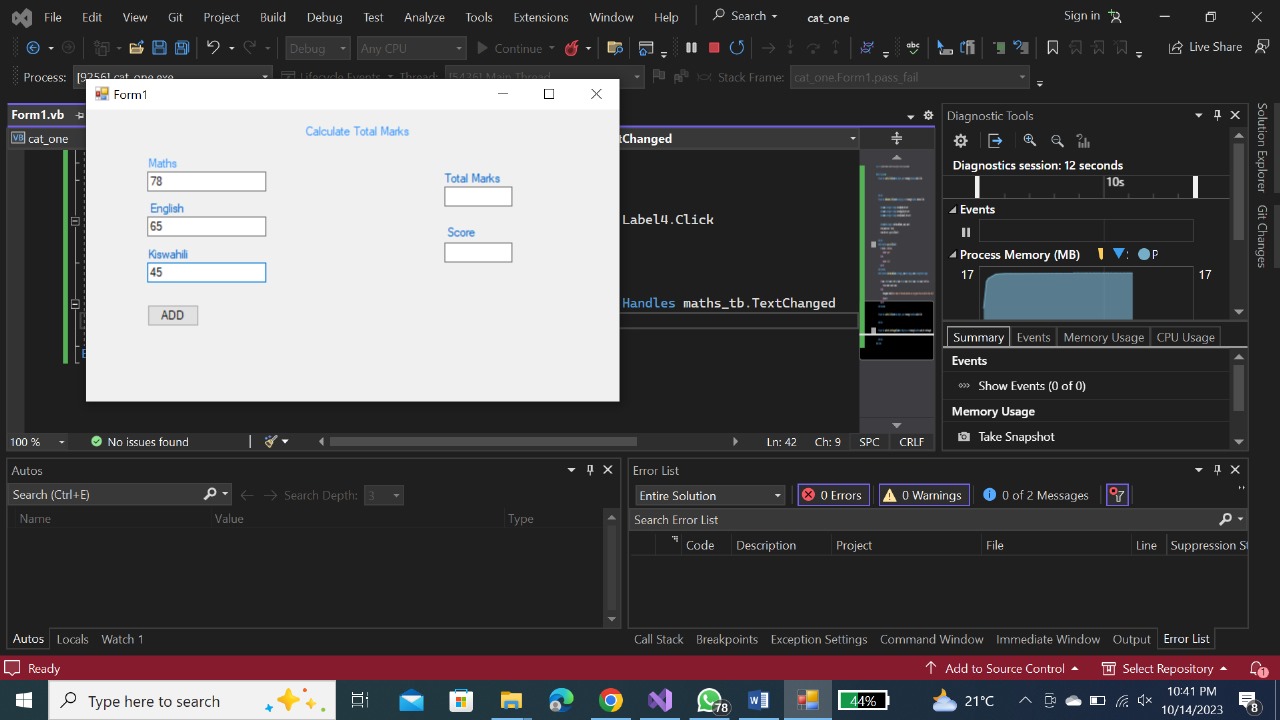 File Edit View Git Project Build Debug Test Analyze Tools Extensions Window Help Search cat_one Sign in
Debug Any CPU Continue Live Share
Process: [9256] cat_one.exe Lifecycle Events Thread: [5436] Main Thread Stack Frame: cat_one.Form1.pass_fail
Form1
Form1.vb
cat_one
Changed
Calculate Total Marks
Maths
78
English
65
Kiswahili
45
ADD
Total Marks
Score
Label4.Click
Handles maths_tb.TextChanged
100 % No issues found Ln: 42 Ch: 9 SPC CRLF
Diagnostic Tools
Diagnostics session: 12 seconds
10s
Events
Process Memory (MB)
17 17
Summary Events Memory Usage CPU Usage
Events
Show Events (0 of 0)
Memory Usage
Take Snapshot
Solution Explorer
Git Changes
Autos
Search (Ctrl+E) Search Depth: 3
Name Value Type
Autos Locals Watch 1
Error List
Entire Solution 0 Errors 0 Warnings 0 of 2 Messages
Search Error List
Code Description Project File Line Suppression St
Call Stack Breakpoints Exception Settings Command Window Immediate Window Output Error List
Ready Add to Source Control Select Repository 1
Type here to search 78 4% 21°C 10:41 PM
10/14/2023 8